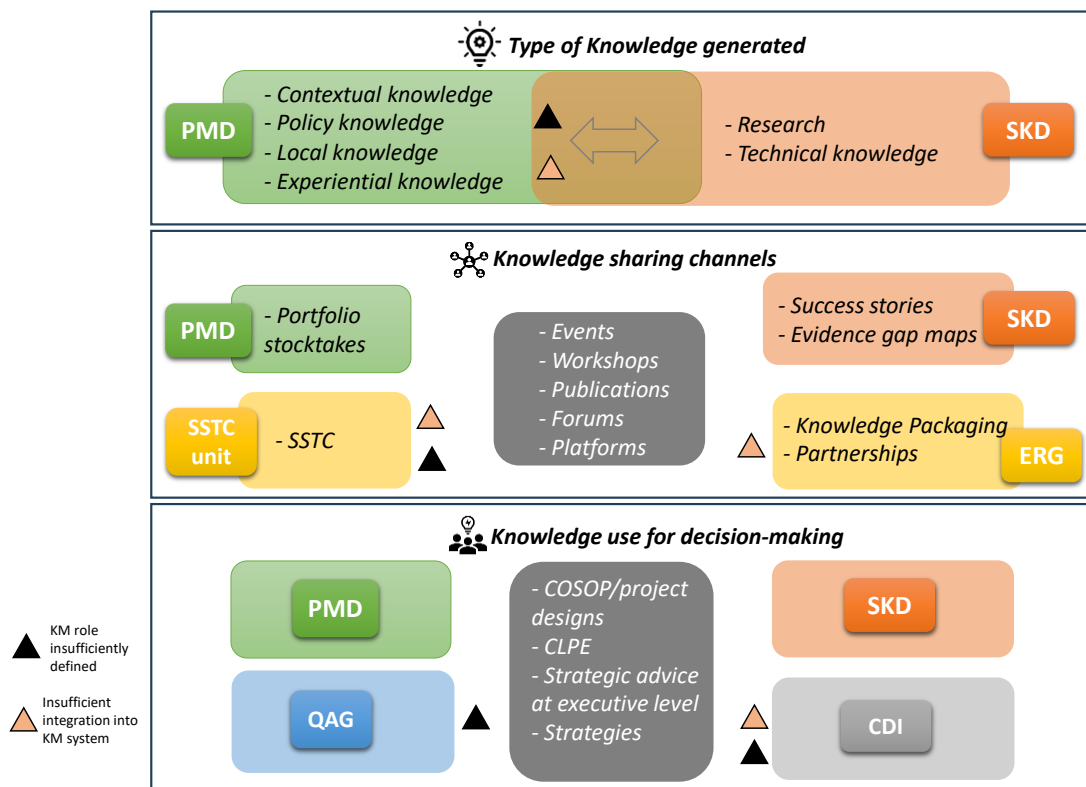 Type of Knowledge generated
PMD
- Contextual knowledge
- Policy knowledge
- Local knowledge
- Experiential knowledge
- Research
- Technical knowledge
SKD
Knowledge sharing channels
PMD
- Portfolio
stocktakes
- Events
- Workshops
- Publications
- Forums
- Platforms
- Success stories
- Evidence gap maps
SKD
SSTC
unit
- SSTC
- Knowledge Packaging
- Partnerships
ERG
Knowledge use for decision-making
PMD
- COSOP/project
designs
- CLPE
- Strategic advice
at executive level
- Strategies
SKD
QAG
CDI
KM role
insufficiently
defined
Insufficient
integration into
KM system